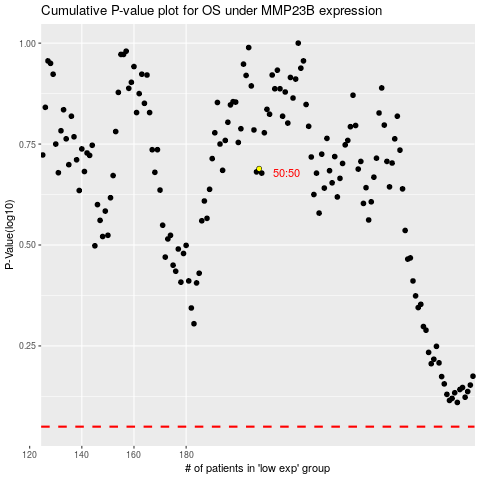 Cumulative P-value plot for OS under MMP23B expression
P-Value(log10)
1.00
0.75
0.50
0.25
50:50
120 140 160 180
# of patients in 'low exp' group